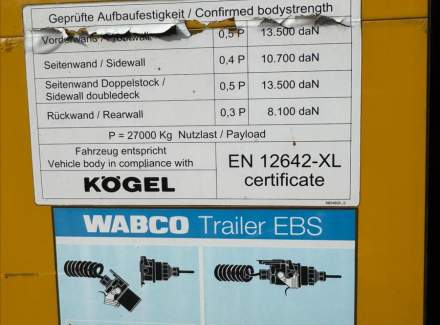 Geprüfte Aufbaufestigkeit / Confirmed bodystrength
Vorderwand 0,5 P 13.500 daN
Seitenwand / Sidewall 0,4 P 10.700 daN
Seitenwand Doppelstock / Sidewall doubledeck 0,5 P 13.500 daN
Rückwand / Rearwall 0,3 P 8.100 daN
P = 27000 Kg Nutzlast / Payload
Fahrzeug entspricht
Vehicle body in compliance with
KÖGEL
EN 12642-XL
certificate
WABCO Trailer EBS